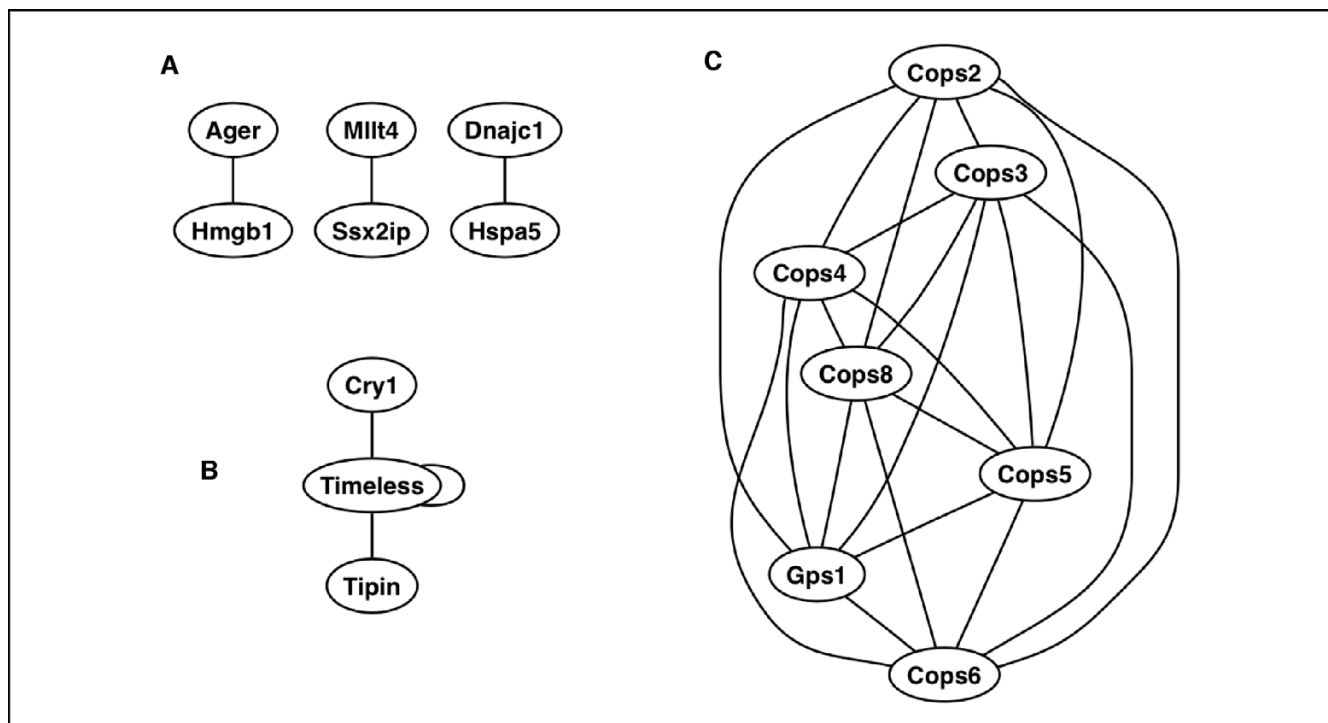 A
Ager
Mllt4
Dnajc1
Hmgb1
Ssx2ip
Hspa5
B
Cry1
Timeless
Tipin
C
Cops2
Cops3
Cops4
Cops8
Cops5
Gps1
Cops6